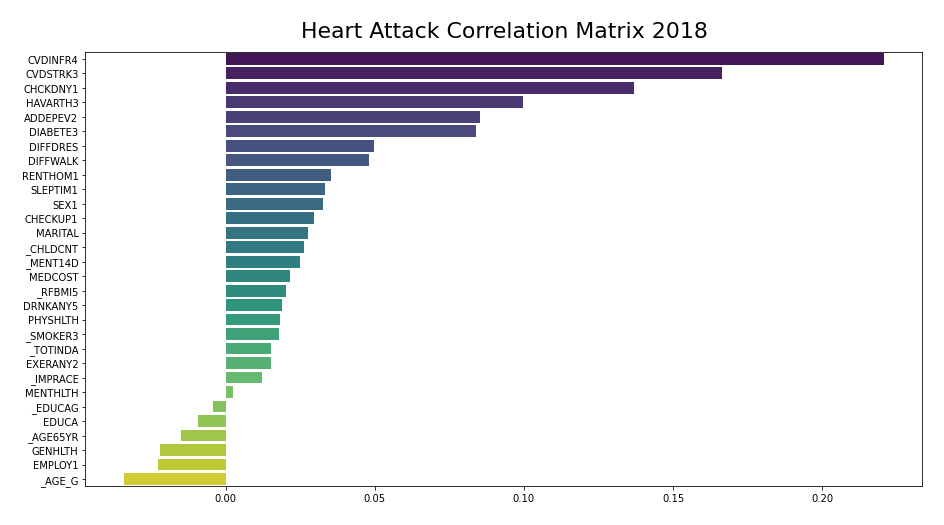 Heart Attack Correlation Matrix 2018
CVDINFR4
CVDSTRK3
CHCKDNY1
HAVARTH3
ADDEPEV2
DIABETE3
DIFFDRES
DIFFWALK
RENTHOM1
SLEPTIM1
SEX1
CHECKUP1
MARITAL
_CHLDCNT
_MENT14D
MEDCOST
_RFBMI5
DRNKANY5
PHYSHLTH
_SMOKER3
_TOTINDA
EXERANY2
_IMPRACE
MENTHLTH
_EDUCAG
EDUCA
_AGE65YR
GENHLTH
EMPLOY1
_AGE_G
0.00 0.05 0.10 0.15 0.20